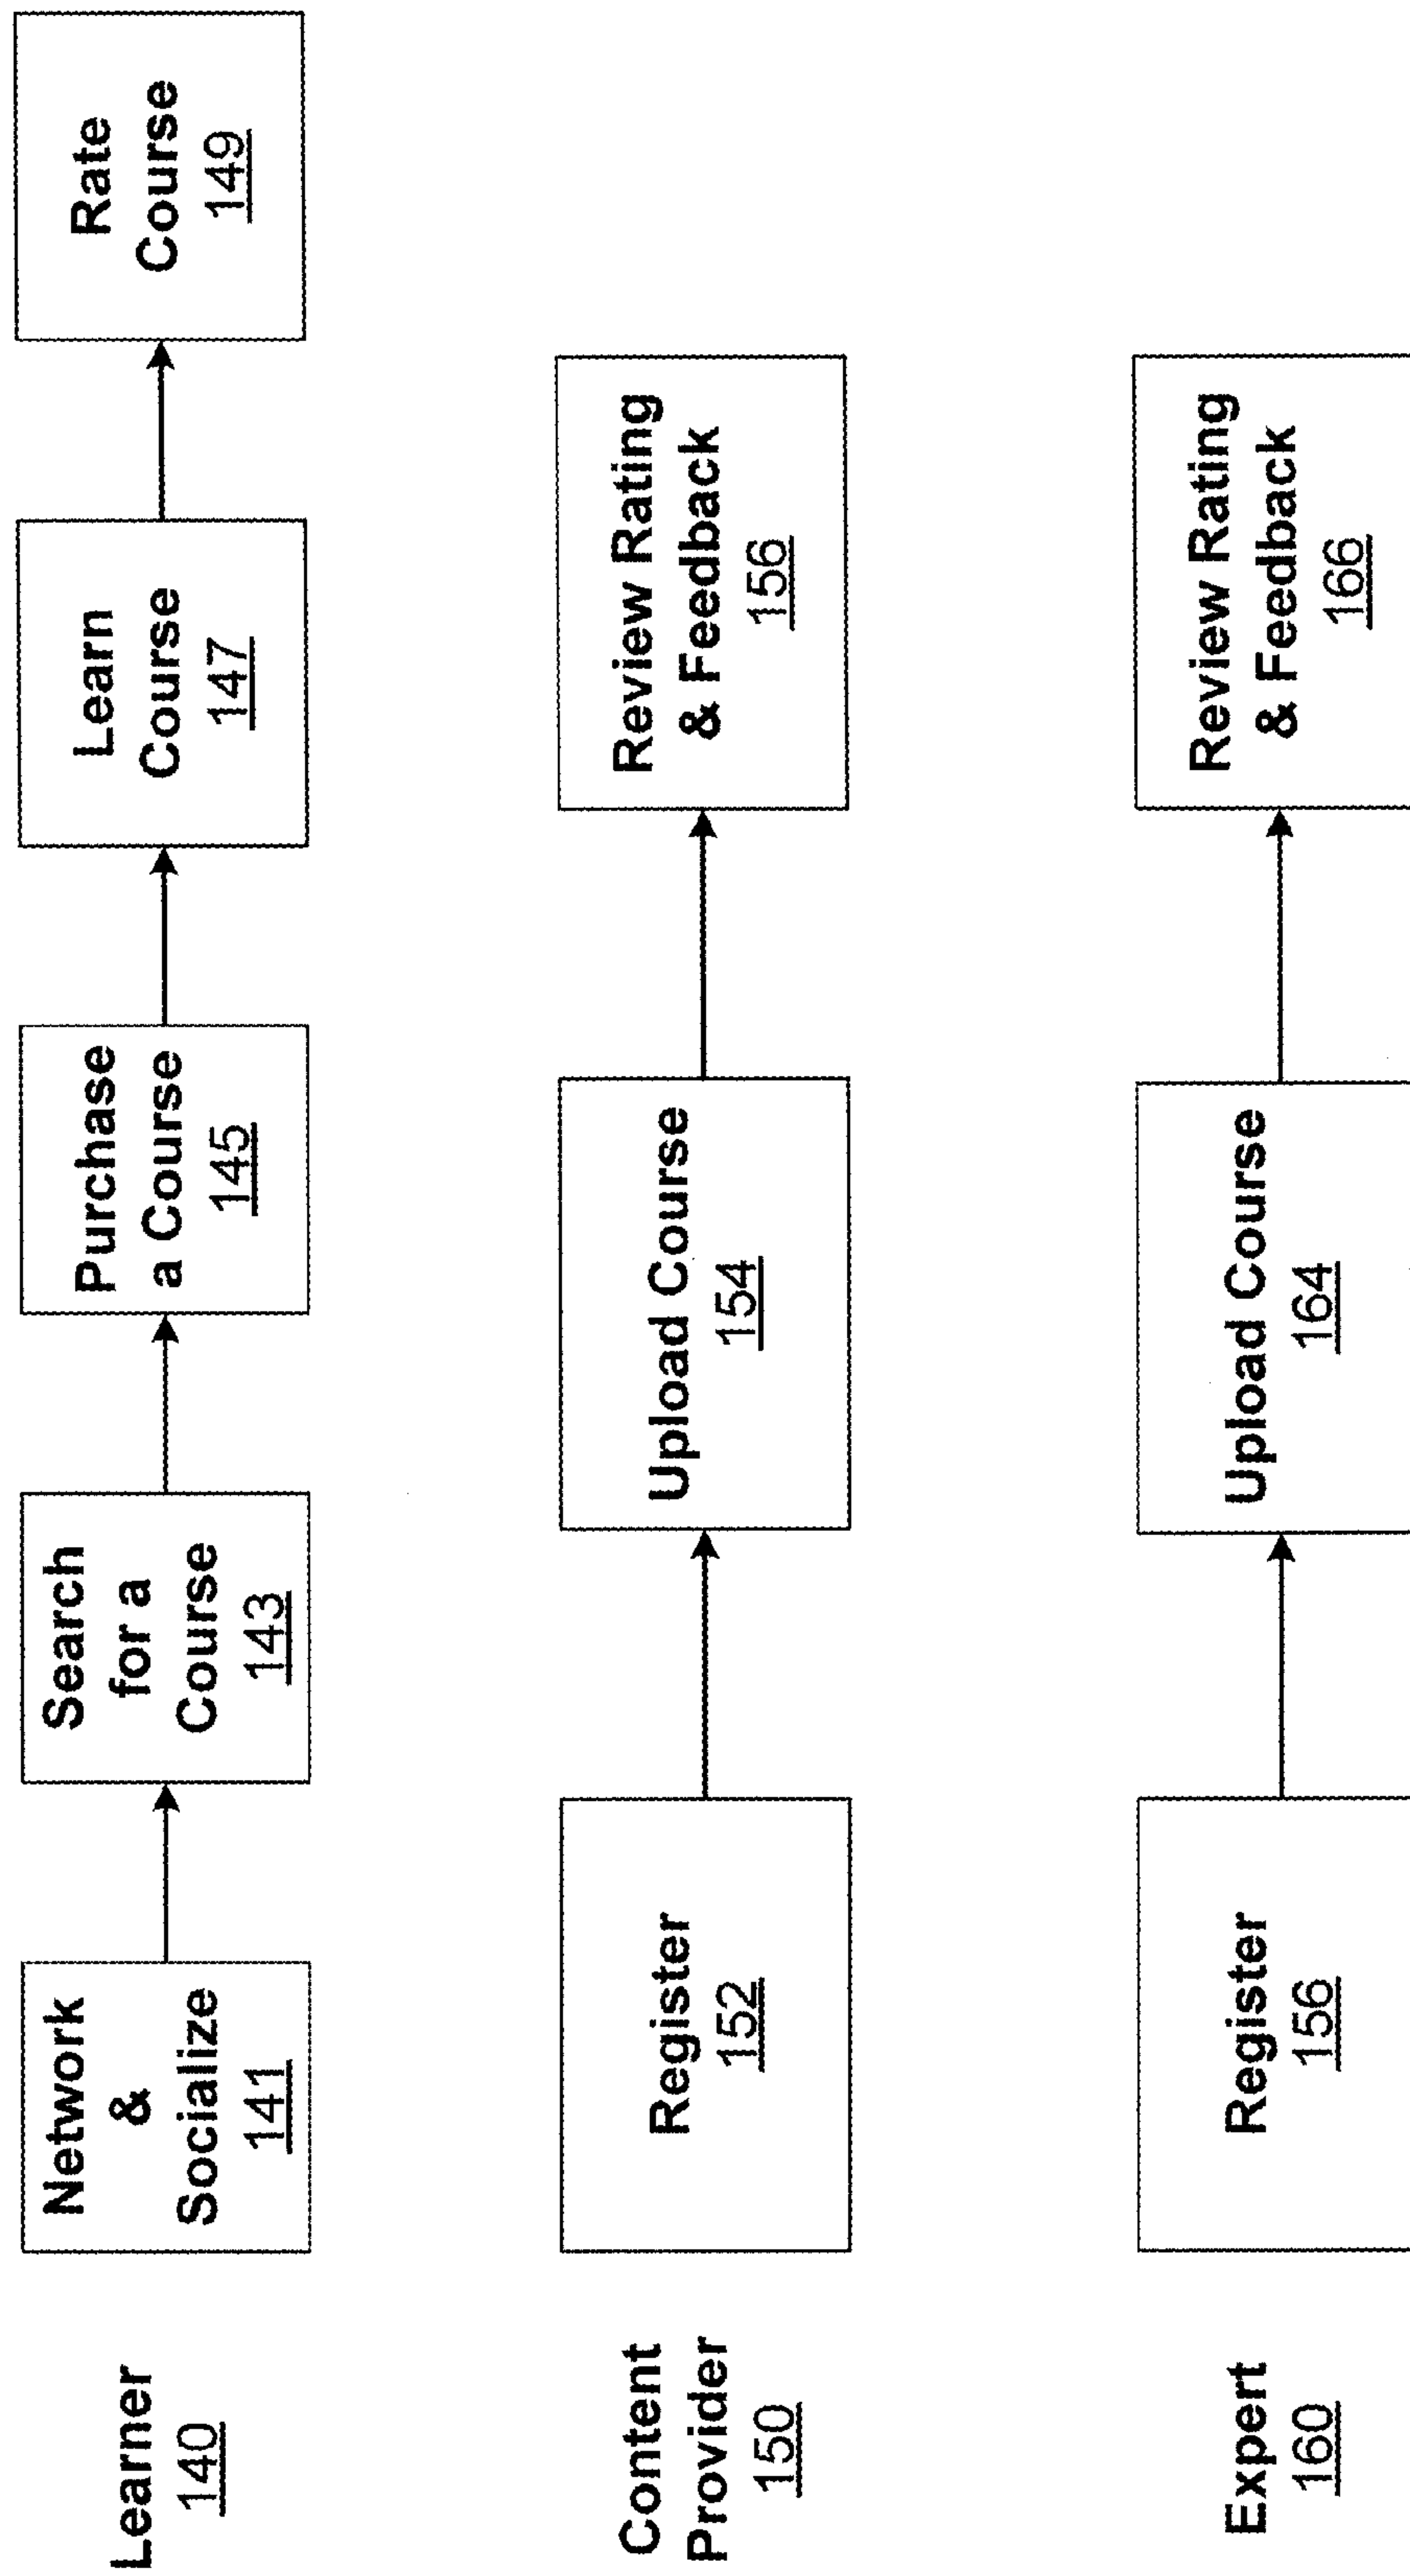 Learner
140
Network
&
Socialize
141
Search
for a
Course
143
Purchase
a Course
145
Learn
Course
147
Rate
Course
149
Content
Provider
150
Register
152
Upload Course
154
Review Rating
& Feedback
156
Expert
160
Register
156
Upload Course
164
Review Rating
& Feedback
166